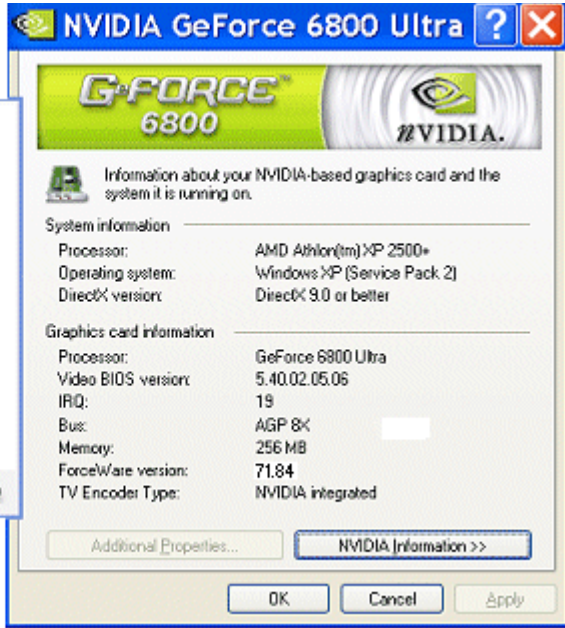 NVIDIA GeForce 6800 Ultra
G·FORCE™
6800
nVIDIA.
Information about your NVIDIA-based graphics card and the
system it is running on.
System information
Processor: AMD Athlon(tm) XP 2500+
Operating system: Windows XP (Service Pack 2)
DirectX version: DirectX 9.0 or better
Graphics card information
Processor: GeForce 6800 Ultra
Video BIOS version: 5.40.02.05.06
IRQ: 19
Bus: AGP 8X
Memory: 256 MB
ForceWare version: 71.84
TV Encoder Type: NVIDIA integrated
Additional Properties... NVIDIA Information >>
OK Cancel Apply